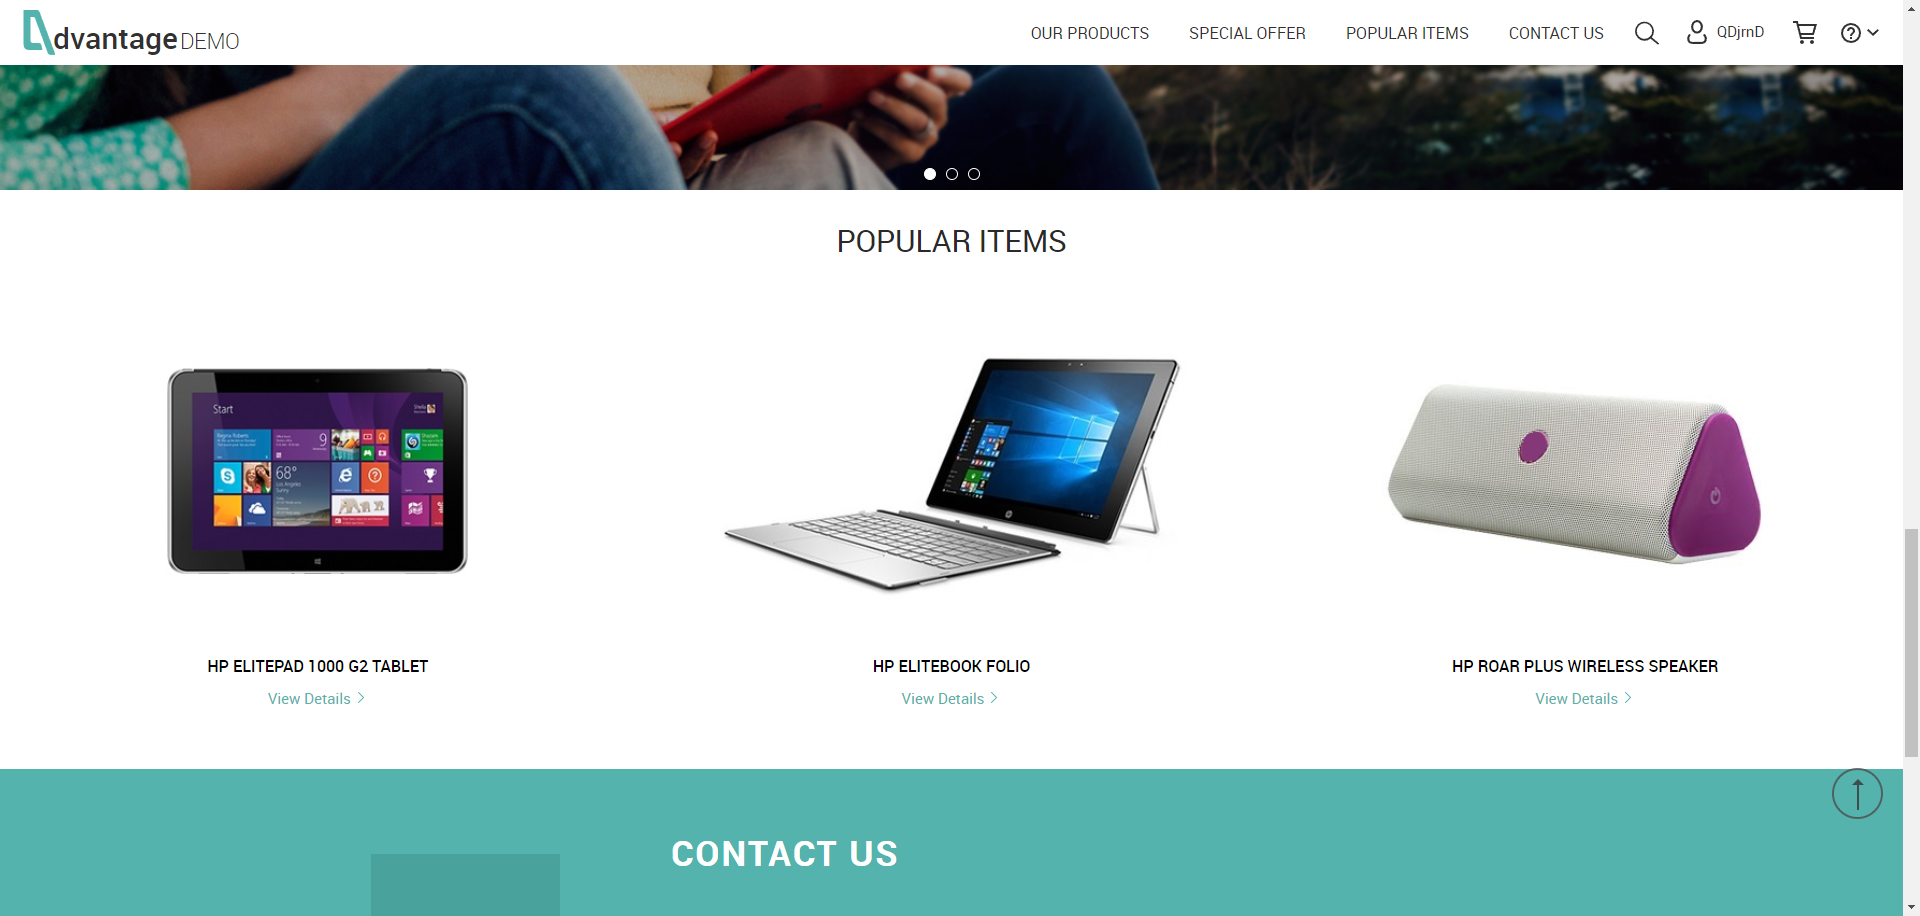 dvantage DEMO
OUR PRODUCTS
SPECIAL OFFER
POPULAR ITEMS
CONTACT US
QDjrnD
POPULAR ITEMS
Start
68°
HP ELITEPAD 1000 G2 TABLET
View Details
HP ELITEBOOK FOLIO
View Details
HP ROAR PLUS WIRELESS SPEAKER
View Details
CONTACT US